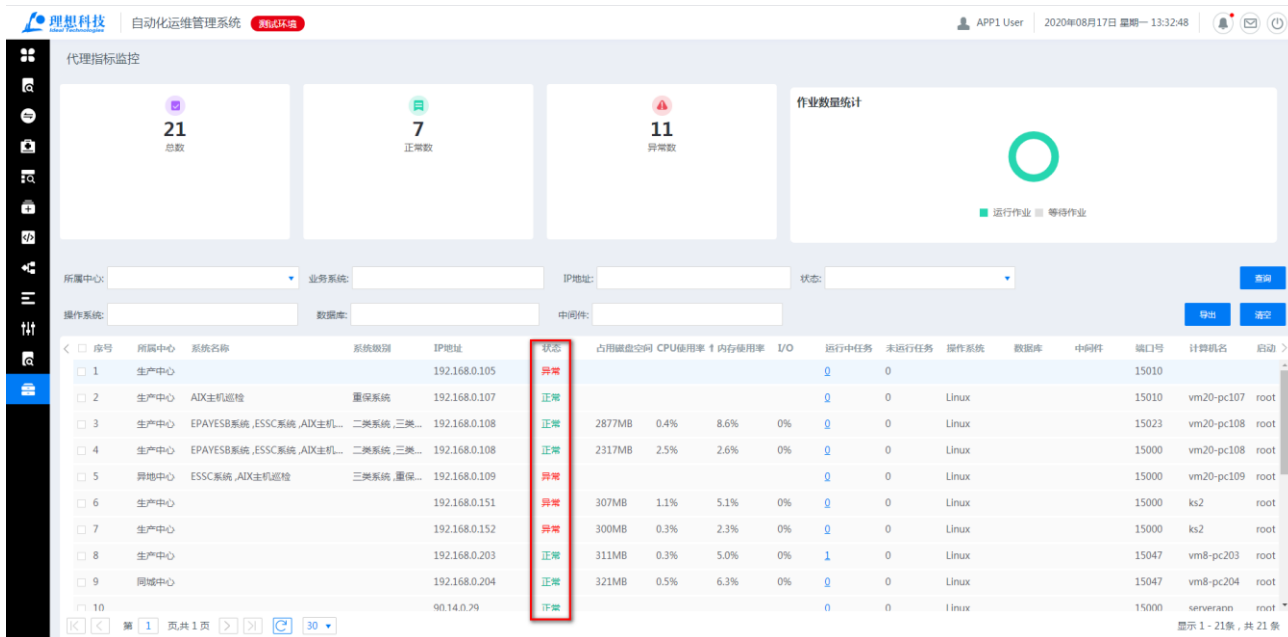 理想科技 自动化运维管理系统 测试环境 APP1 User 2020年08月17日 星期一 13:32:48
Ideal Technologies
代理指标监控
21
总数
7
正常数
11
异常数
作业数量统计
运行作业 等待作业
所属中心: 业务系统: IP地址: 状态: 查询
操作系统: 数据库: 中间件: 导出 清空
序号 所属中心 系统名称 系统级别 IP地址 状态 占用磁盘空间 CPU使用率 ↑ 内存使用率 I/O 运行中任务 未运行任务 操作系统 数据库 中间件 端口号 计算机名 启动
1 生产中心 192.168.0.105 异常 0 0 15010
2 生产中心 AIX主机巡检 重保系统 192.168.0.107 正常 0 0 Linux 15010 vm20-pc107 root
3 生产中心 EPAYESB系统 ,ESSC系统 ,AIX主机... 二类系统 ,三类... 192.168.0.108 正常 2877MB 0.4% 8.6% 0% 0 0 Linux 15023 vm20-pc108 root
4 生产中心 EPAYESB系统 ,ESSC系统 ,AIX主机... 二类系统 ,三类... 192.168.0.108 正常 2317MB 2.5% 2.6% 0% 0 0 Linux 15000 vm20-pc108 root
5 异地中心 ESSC系统 ,AIX主机巡检 三类系统 ,重保... 192.168.0.109 异常 0 0 Linux 15000 vm20-pc109 root
6 生产中心 192.168.0.151 异常 307MB 1.1% 5.1% 0% 0 0 Linux 15000 ks2 root
7 生产中心 192.168.0.152 异常 300MB 0.3% 2.3% 0% 0 0 Linux 15000 ks2 root
8 生产中心 192.168.0.203 正常 311MB 0.3% 5.0% 0% 1 0 Linux 15047 vm8-pc203 root
9 同城中心 192.168.0.204 正常 321MB 0.5% 6.3% 0% 0 0 Linux 15047 vm8-pc204 root
10 90.14.0.29 正常 0 0 Linux 15000 serverapp root
第 1 页,共 1 页 30 显示 1 - 21条 , 共 21 条